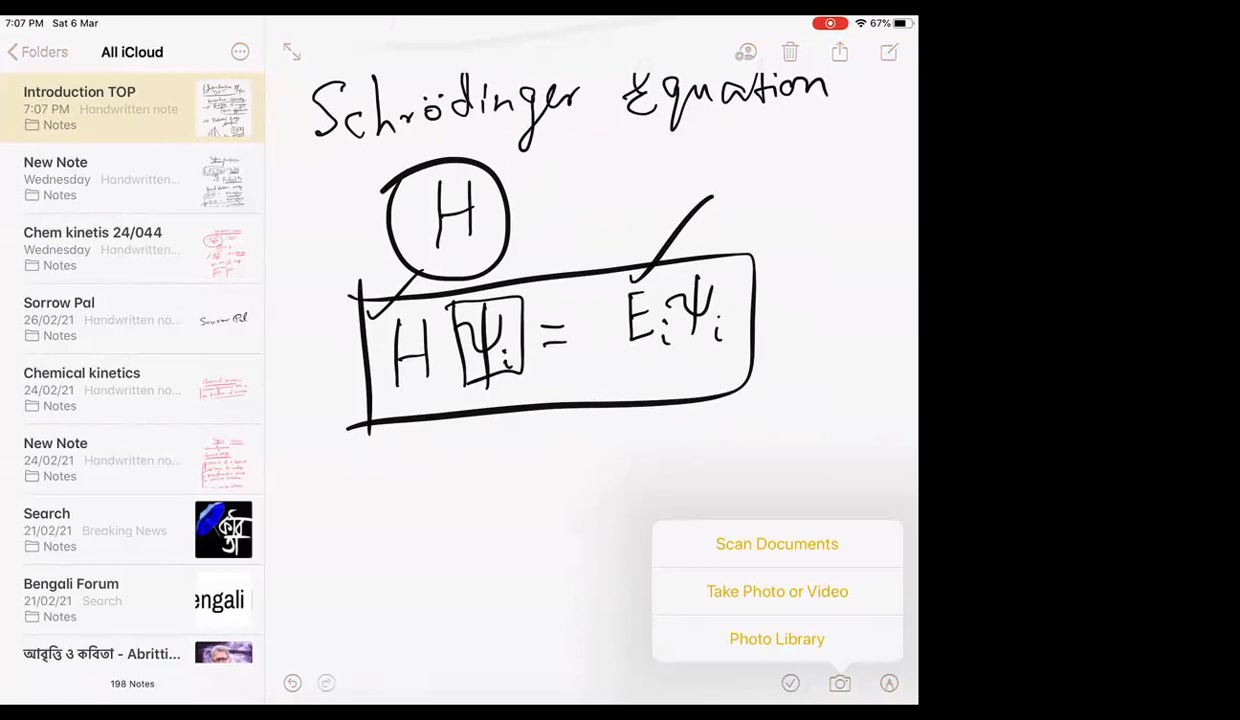 7:07 PM Sat 6 Mar
67%
Folders
All iCloud
Introduction TOP
7:07 PM Handwritten note
Notes
New Note
Wednesday Handwritten...
Notes
Chem kinetis 24/044
Wednesday Handwritten...
Notes
Sorrow Pal
26/02/21 Handwritten no...
Notes
Chemical kinetics
24/02/21 Handwritten no...
Notes
New Note
24/02/21 Handwritten no...
Notes
Search
21/02/21 Breaking News
Notes
Bengali Forum
21/02/21 Search
Notes
engali
আবৃত্তি ও কবিতা - Abritti...
198 Notes
Schrödinger Equation
H
H ψi = Ei ψi
Scan Documents
Take Photo or Video
Photo Library